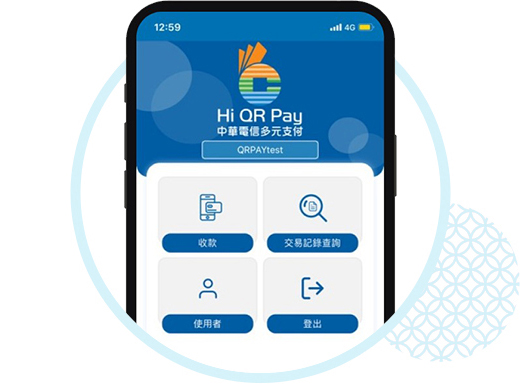 12:59
4G
Hi QR Pay
中華電信多元支付
QRPAYtest
收款
交易記錄查詢
使用者
登出